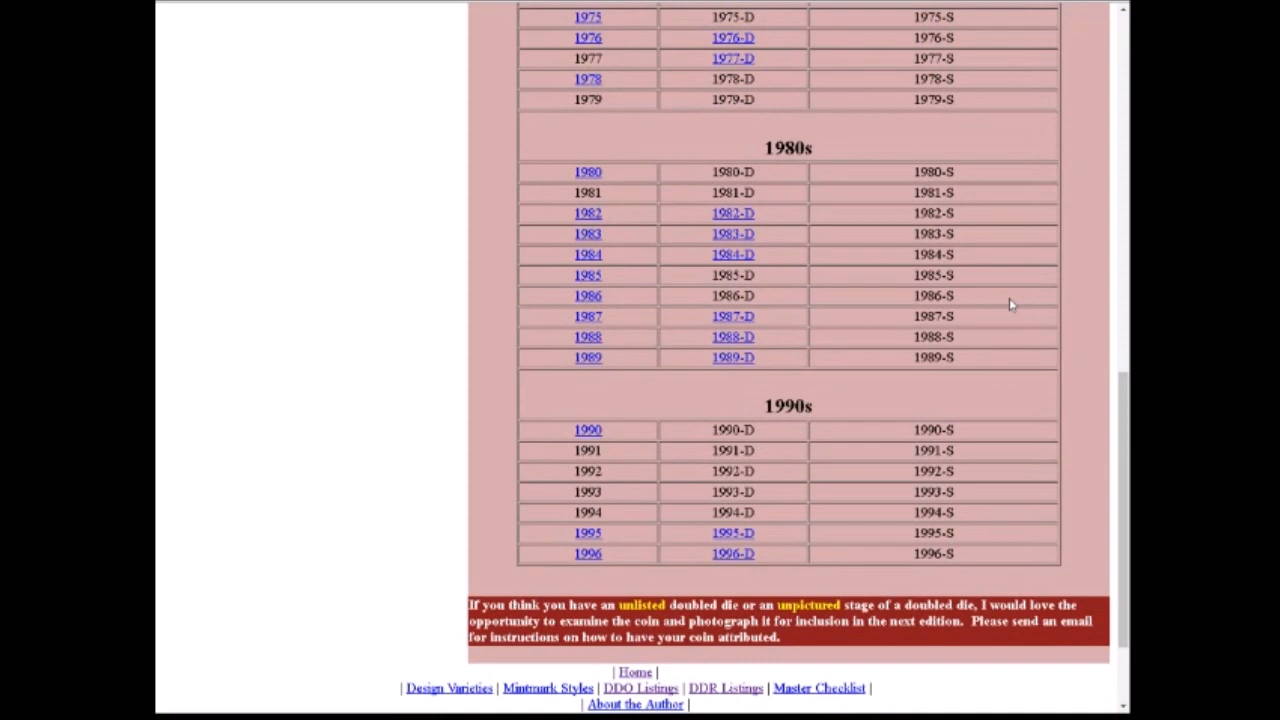 1975 1975-D 1975-S
1976 1976-D 1976-S
1977 1977-D 1977-S
1978 1978-D 1978-S
1979 1979-D 1979-S
1980s
1980 1980-D 1980-S
1981 1981-D 1981-S
1982 1982-D 1982-S
1983 1983-D 1983-S
1984 1984-D 1984-S
1985 1985-D 1985-S
1986 1986-D 1986-S
1987 1987-D 1987-S
1988 1988-D 1988-S
1989 1989-D 1989-S
1990s
1990 1990-D 1990-S
1991 1991-D 1991-S
1992 1992-D 1992-S
1993 1993-D 1993-S
1994 1994-D 1994-S
1995 1995-D 1995-S
1996 1996-D 1996-S
If you think you have an unlisted doubled die or an unpictured stage of a doubled die, I would love the
opportunity to examine the coin and photograph it for inclusion in the next edition. Please send an email
for instructions on how to have your coin attributed.
| Home |
| Design Varieties | Mintmark Styles | DDO Listings | DDR Listings | Master Checklist |
| About the Author |